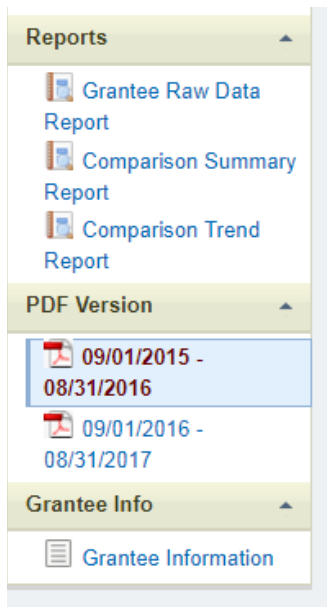 Reports
Grantee Raw Data
Report
Comparison Summary
Report
Comparison Trend
Report
PDF Version
09/01/2015 -
08/31/2016
09/01/2016 -
08/31/2017
Grantee Info
Grantee Information